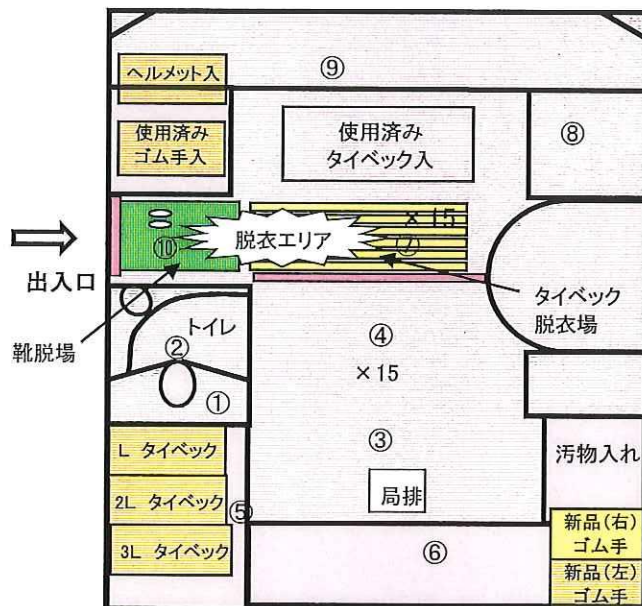 ⑨
ヘルメット入
使用済み
ゴム手入
使用済み
タイベック入
⑧
×15
⑩
脱衣エリア
⑦
出入口
靴脱場
トイレ
②
①
④
×15
タイベック
脱衣場
③
局排
L タイベック
2L タイベック
3L タイベック
⑤
⑥
汚物入れ
新品(右)
ゴム手
新品(左)
ゴム手